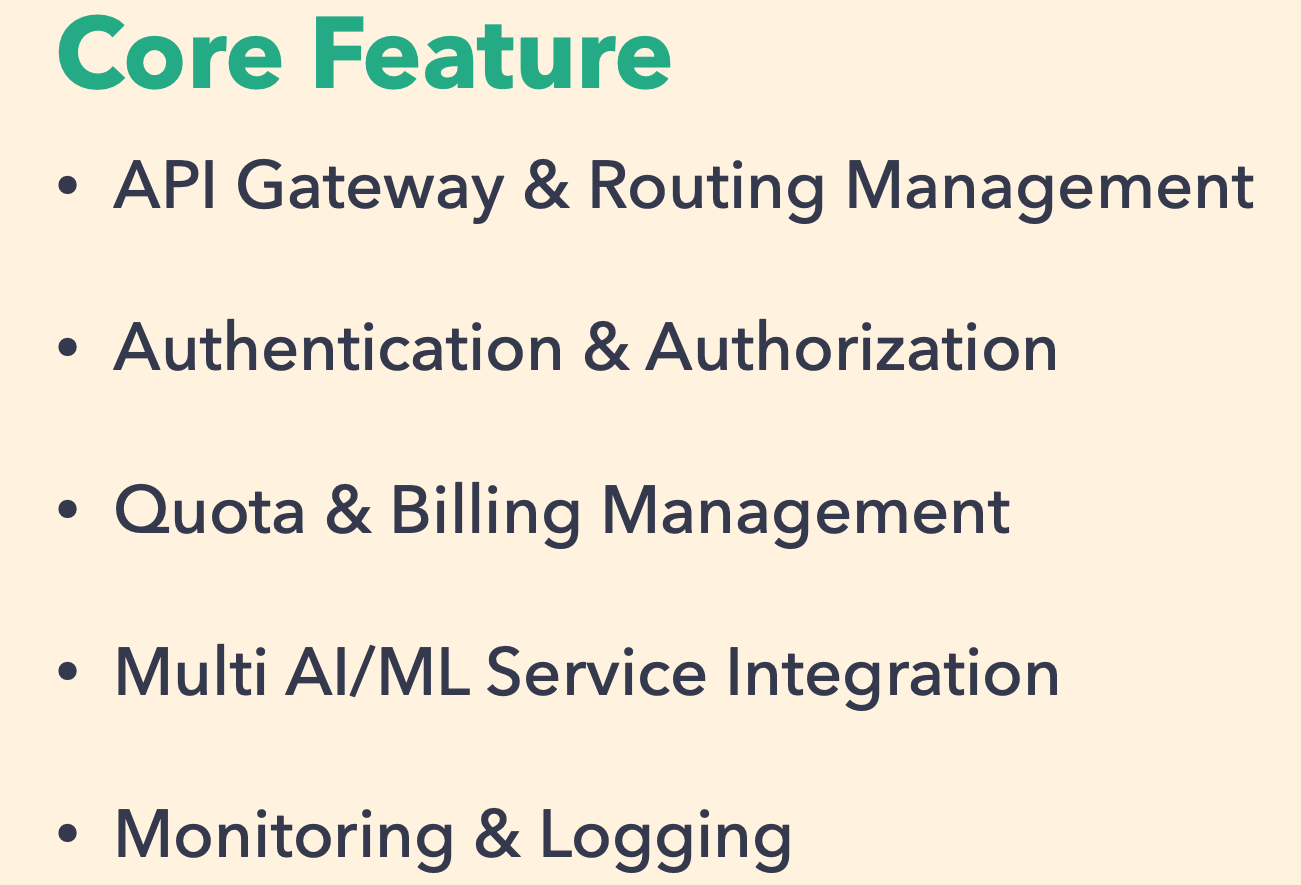 Core Feature
• API Gateway & Routing Management
• Authentication & Authorization
• Quota & Billing Management
• Multi AI/ML Service Integration
• Monitoring & Logging